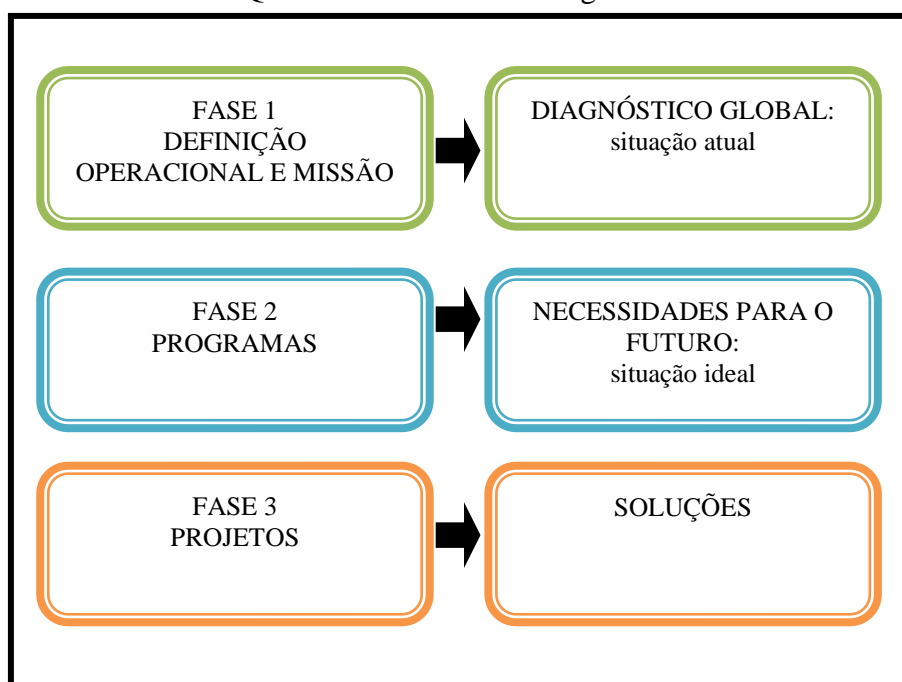 FASE 1
DEFINIÇÃO
OPERACIONAL E MISSÃO
DIAGNÓSTICO GLOBAL:
situação atual
FASE 2
PROGRAMAS
NECESSIDADES PARA O
FUTURO:
situação ideal
FASE 3
PROJETOS
SOLUÇÕES